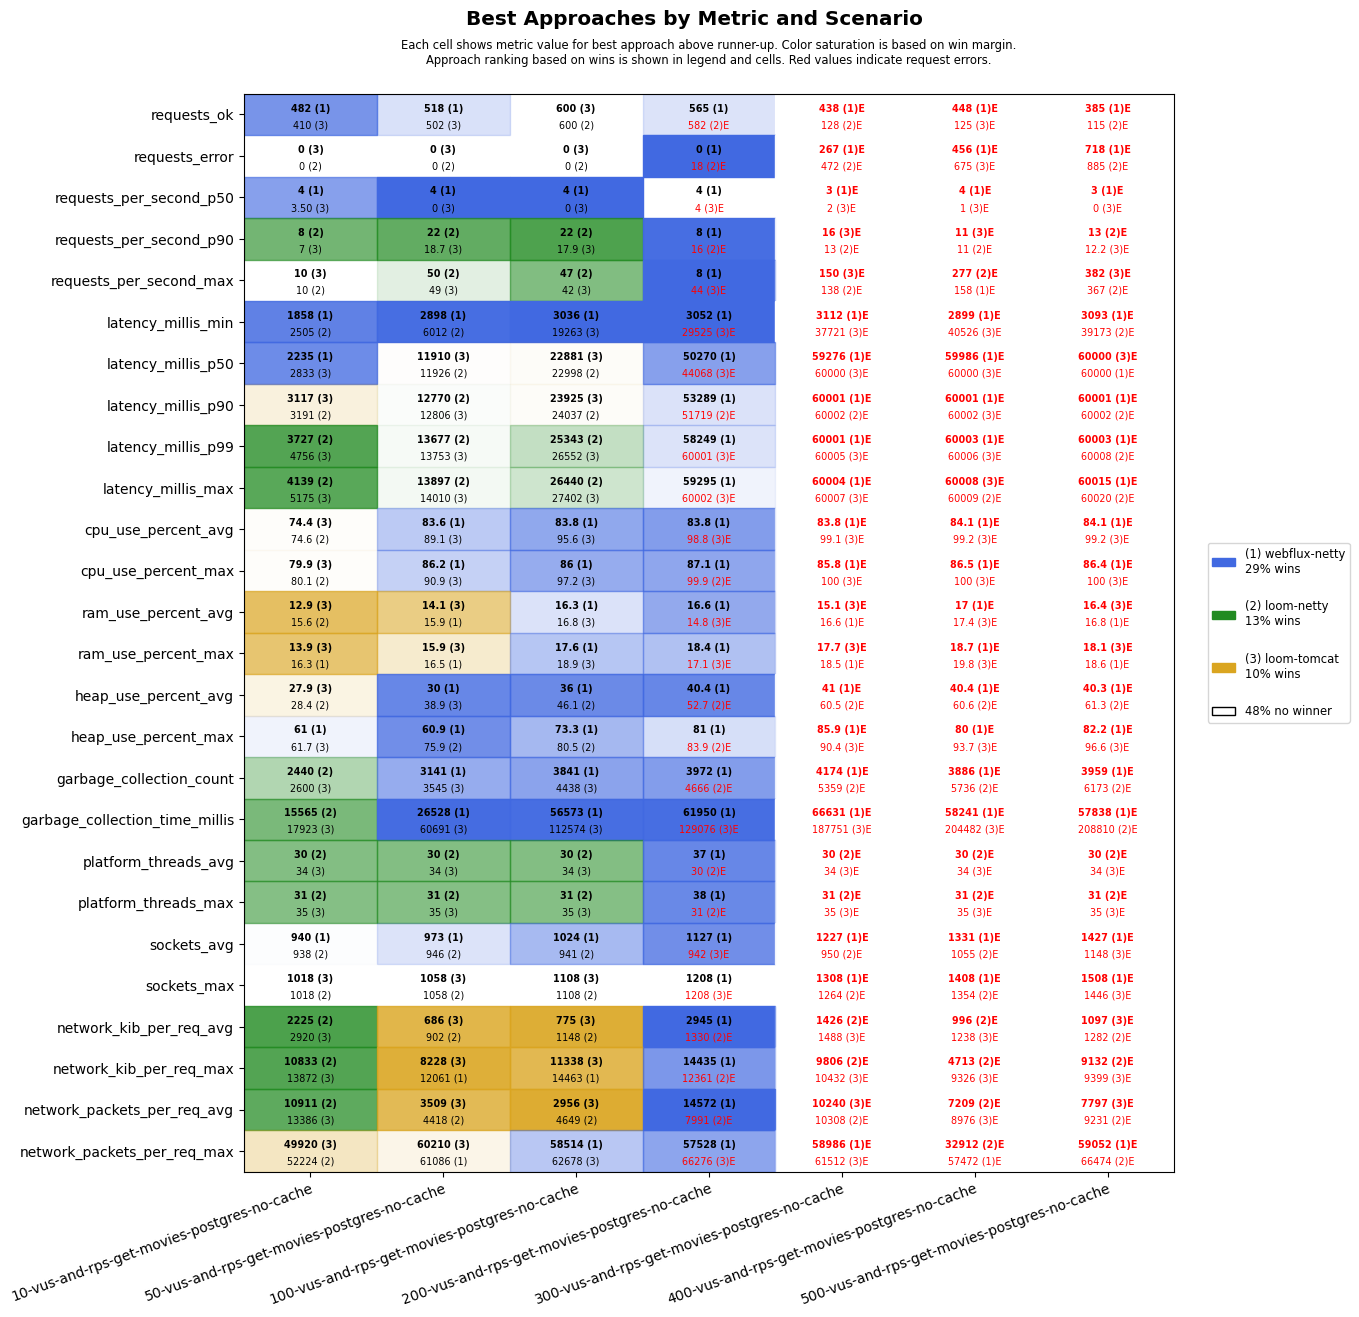 Best Approaches by Metric and Scenario
Each cell shows metric value for best approach above runner-up. Color saturation is based on win margin.
Approach ranking based on wins is shown in legend and cells. Red values indicate request errors.
requests_ok
482 (1) 518 (1) 600 (3) 565 (1) 438 (1)E 448 (1)E 385 (1)E
410 (3) 502 (3) 600 (2) 582 (2)E 128 (2)E 125 (3)E 115 (2)E
requests_error
0 (3) 0 (3) 0 (3) 0 (1) 267 (1)E 456 (1)E 718 (1)E
0 (2) 0 (2) 0 (2) 18 (2)E 472 (2)E 675 (3)E 885 (2)E
requests_per_second_p50
4 (1) 4 (1) 4 (1) 4 (1) 3 (1)E 4 (1)E 3 (1)E
3.50 (3) 0 (3) 0 (3) 4 (3)E 2 (3)E 1 (3)E 0 (3)E
requests_per_second_p90
8 (2) 22 (2) 22 (2) 8 (1) 16 (3)E 11 (3)E 13 (2)E
7 (3) 18.7 (3) 17.9 (3) 16 (2)E 13 (2)E 11 (2)E 12.2 (3)E
requests_per_second_max
10 (3) 50 (2) 47 (2) 8 (1) 150 (3)E 277 (2)E 382 (3)E
10 (2) 49 (3) 42 (3) 44 (3)E 138 (2)E 158 (1)E 367 (2)E
latency_millis_min
1858 (1) 2898 (1) 3036 (1) 3052 (1) 3112 (1)E 2899 (1)E 3093 (1)E
2505 (2) 6012 (2) 19263 (3) 29525 (3)E 37721 (3)E 40526 (3)E 39173 (2)E
latency_millis_p50
2235 (1) 11910 (3) 22881 (3) 50270 (1) 59276 (1)E 59986 (1)E 60000 (3)E
2833 (3) 11926 (2) 22998 (2) 44068 (3)E 60000 (3)E 60000 (3)E 60000 (1)E
latency_millis_p90
3117 (3) 12770 (2) 23925 (3) 53289 (1) 60001 (1)E 60001 (1)E 60001 (1)E
3191 (2) 12806 (3) 24037 (2) 51719 (2)E 60002 (2)E 60002 (3)E 60002 (2)E
latency_millis_p99
3727 (2) 13677 (2) 25343 (2) 58249 (1) 60001 (1)E 60003 (1)E 60003 (1)E
4756 (3) 13753 (3) 26552 (3) 60001 (3)E 60005 (3)E 60006 (3)E 60008 (2)E
latency_millis_max
4139 (2) 13897 (2) 26440 (2) 59295 (1) 60004 (1)E 60008 (3)E 60015 (1)E
5175 (3) 14010 (3) 27402 (3) 60002 (3)E 60007 (3)E 60009 (2)E 60020 (2)E
cpu_use_percent_avg
74.4 (3) 83.6 (1) 83.8 (1) 83.8 (1) 83.8 (1)E 84.1 (1)E 84.1 (1)E
74.6 (2) 89.1 (3) 95.6 (3) 98.8 (3)E 99.1 (3)E 99.2 (3)E 99.2 (3)E
cpu_use_percent_max
79.9 (3) 86.2 (1) 86 (1) 87.1 (1) 85.8 (1)E 86.5 (1)E 86.4 (1)E
80.1 (2) 90.9 (3) 97.2 (3) 99.9 (2)E 100 (3)E 100 (3)E 100 (3)E
ram_use_percent_avg
12.9 (3) 14.1 (3) 16.3 (1) 16.6 (1) 15.1 (3)E 17 (1)E 16.4 (3)E
15.6 (2) 15.9 (1) 16.8 (3) 14.8 (3)E 16.6 (1)E 17.4 (3)E 16.8 (1)E
ram_use_percent_max
13.9 (3) 15.9 (3) 17.6 (1) 18.4 (1) 17.7 (3)E 18.7 (1)E 18.1 (3)E
16.3 (1) 16.5 (1) 18.9 (3) 17.1 (3)E 18.5 (1)E 19.8 (3)E 18.6 (1)E
heap_use_percent_avg
27.9 (3) 30 (1) 36 (1) 40.4 (1) 41 (1)E 40.4 (1)E 40.3 (1)E
28.4 (2) 38.9 (3) 46.1 (2) 52.7 (2)E 60.5 (2)E 60.6 (2)E 61.3 (2)E
heap_use_percent_max
61 (1) 60.9 (1) 73.3 (1) 81 (1) 85.9 (1)E 80 (1)E 82.2 (1)E
61.7 (3) 75.9 (2) 80.5 (2) 83.9 (2)E 90.4 (3)E 93.7 (3)E 96.6 (3)E
garbage_collection_count
2440 (2) 3141 (1) 3841 (1) 3972 (1) 4174 (1)E 3886 (1)E 3959 (1)E
2600 (3) 3545 (3) 4438 (3) 4666 (2)E 5359 (2)E 5736 (2)E 6173 (2)E
garbage_collection_time_millis
15565 (2) 26528 (1) 56573 (1) 61950 (1) 66631 (1)E 58241 (1)E 57838 (1)E
17923 (3) 60691 (3) 112574 (3) 129076 (3)E 187751 (3)E 204482 (3)E 208810 (2)E
platform_threads_avg
30 (2) 30 (2) 30 (2) 37 (1) 30 (2)E 30 (2)E 30 (2)E
34 (3) 34 (3) 34 (3) 30 (2)E 34 (3)E 34 (3)E 34 (3)E
platform_threads_max
31 (2) 31 (2) 31 (2) 38 (1) 31 (2)E 31 (2)E 31 (2)E
35 (3) 35 (3) 35 (3) 31 (2)E 35 (3)E 35 (3)E 35 (3)E
sockets_avg
940 (1) 973 (1) 1024 (1) 1127 (1) 1227 (1)E 1331 (1)E 1427 (1)E
938 (2) 946 (2) 941 (2) 942 (3)E 950 (2)E 1055 (2)E 1148 (3)E
sockets_max
1018 (3) 1058 (3) 1108 (3) 1208 (1) 1308 (1)E 1408 (1)E 1508 (1)E
1018 (2) 1058 (2) 1108 (2) 1208 (3)E 1264 (2)E 1354 (2)E 1446 (3)E
network_kib_per_req_avg
2225 (2) 686 (3) 775 (3) 2945 (1) 1426 (2)E 996 (2)E 1097 (3)E
2920 (3) 902 (2) 1148 (2) 1330 (2)E 1488 (3)E 1238 (3)E 1282 (2)E
network_kib_per_req_max
10833 (2) 8228 (3) 11338 (3) 14435 (1) 9806 (2)E 4713 (2)E 9132 (2)E
13872 (3) 12061 (1) 14463 (1) 12361 (2)E 10432 (3)E 9326 (3)E 9399 (3)E
network_packets_per_req_avg
10911 (2) 3509 (3) 2956 (3) 14572 (1) 10240 (3)E 7209 (2)E 7797 (3)E
13386 (3) 4418 (2) 4649 (2) 7991 (2)E 10308 (2)E 8976 (3)E 9231 (2)E
network_packets_per_req_max
49920 (3) 60210 (3) 58514 (1) 57528 (1) 58986 (1)E 32912 (2)E 59052 (1)E
52224 (2) 61086 (1) 62678 (3) 66276 (3)E 61512 (3)E 57472 (1)E 66474 (2)E
10-vus-and-rps-get-movies-postgres-no-cache
50-vus-and-rps-get-movies-postgres-no-cache
100-vus-and-rps-get-movies-postgres-no-cache
200-vus-and-rps-get-movies-postgres-no-cache
300-vus-and-rps-get-movies-postgres-no-cache
400-vus-and-rps-get-movies-postgres-no-cache
500-vus-and-rps-get-movies-postgres-no-cache
(1) webflux-netty
29% wins
(2) loom-netty
13% wins
(3) loom-tomcat
10% wins
48% no winner